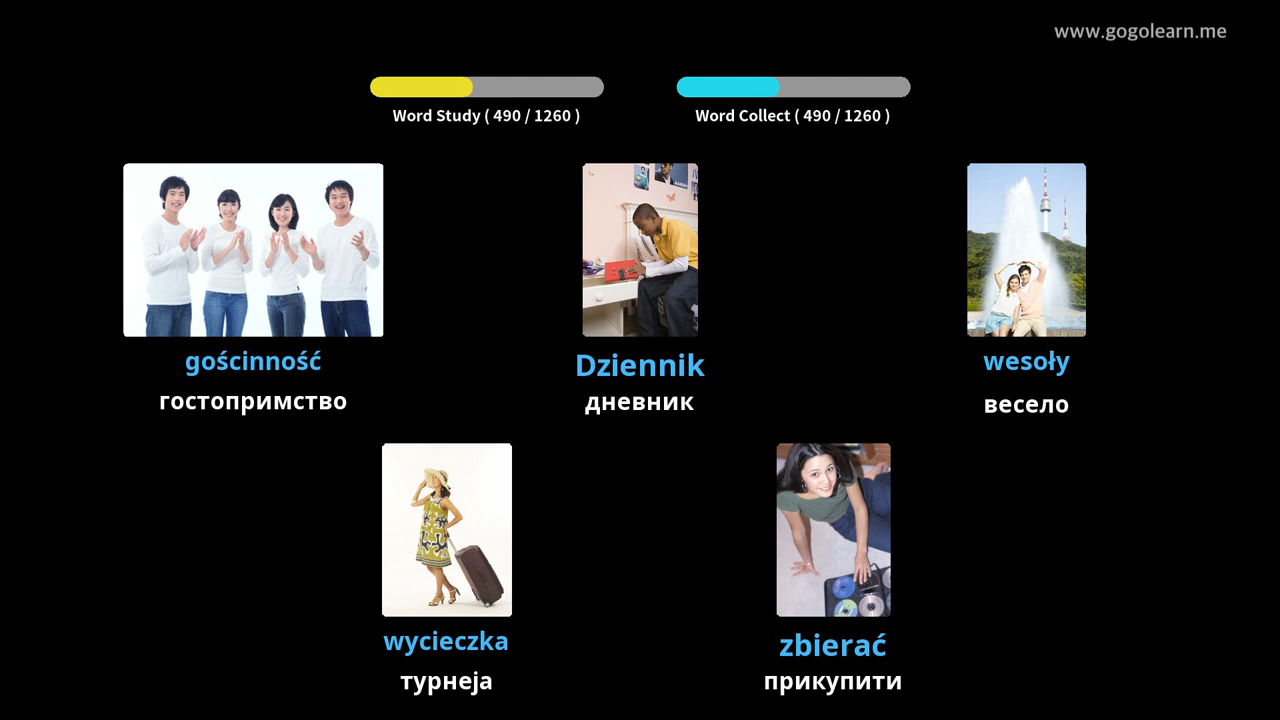 www.gogolearn.me
Word Study ( 490 / 1260 )
Word Collect ( 490 / 1260 )
gościnność
гостопримство
Dziennik
дневник
wesoły
весело
wycieczka
турнеја
zbierać
прикупити